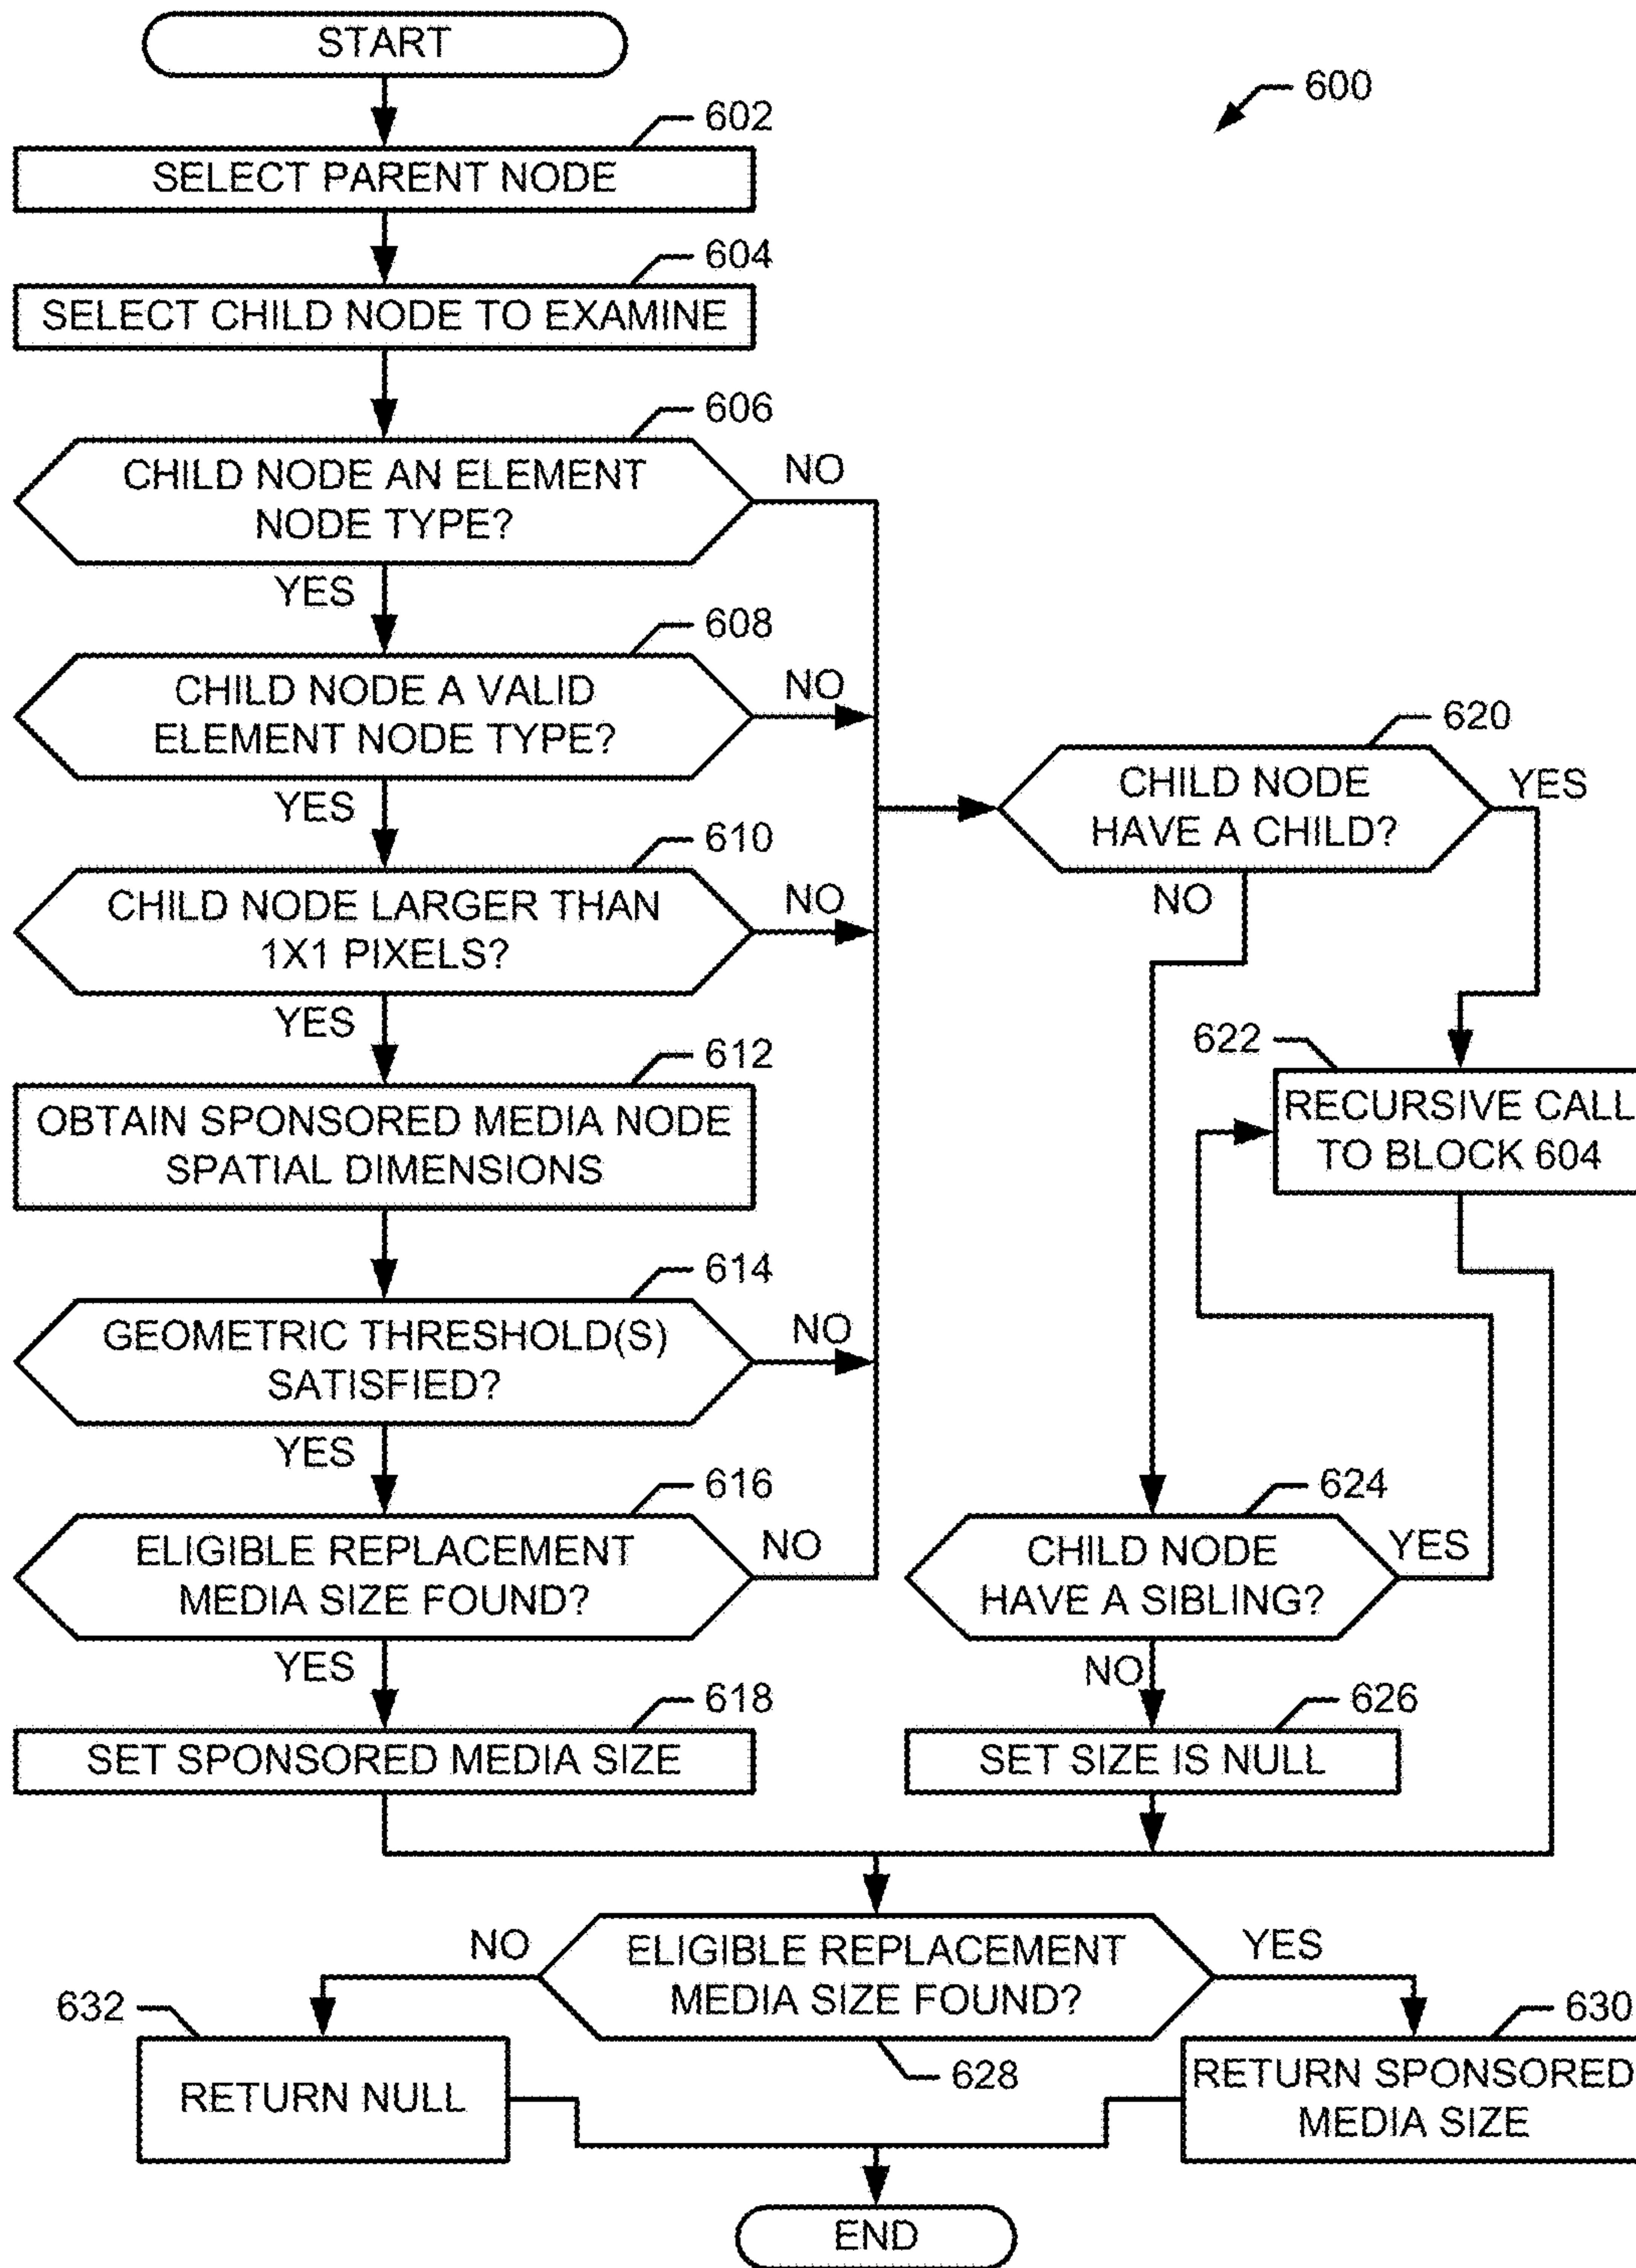 START
600
602
SELECT PARENT NODE
604
SELECT CHILD NODE TO EXAMINE
606
CHILD NODE AN ELEMENT
NODE TYPE?
NO
YES
608
CHILD NODE A VALID
ELEMENT NODE TYPE?
NO
YES
610
CHILD NODE LARGER THAN
1X1 PIXELS?
NO
YES
612
OBTAIN SPONSORED MEDIA NODE
SPATIAL DIMENSIONS
614
GEOMETRIC THRESHOLD(S)
SATISFIED?
NO
YES
616
ELIGIBLE REPLACEMENT
MEDIA SIZE FOUND?
NO
YES
618
SET SPONSORED MEDIA SIZE
620
CHILD NODE
HAVE A CHILD?
YES
NO
622
RECURSIVE CALL
TO BLOCK 604
624
CHILD NODE
HAVE A SIBLING?
YES
NO
626
SET SIZE IS NULL
NO
ELIGIBLE REPLACEMENT
MEDIA SIZE FOUND?
YES
628
632
RETURN NULL
630
RETURN SPONSORED
MEDIA SIZE
END